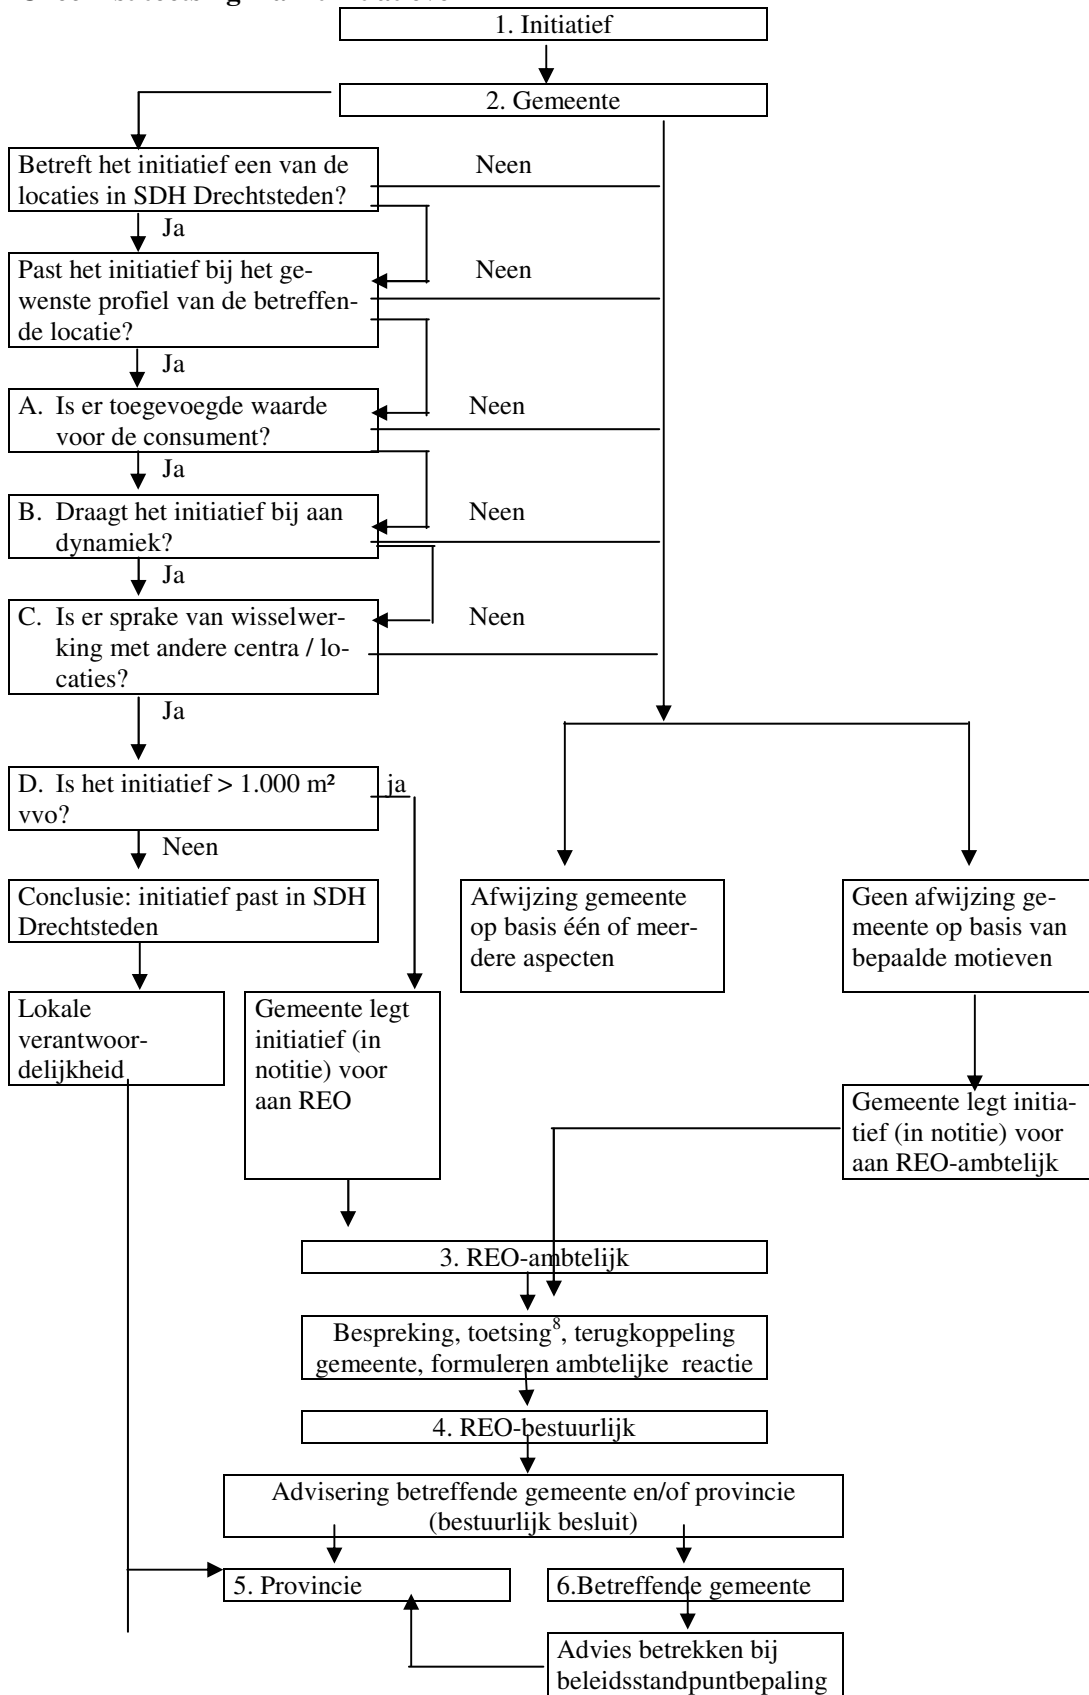 1. Initiatief
2. Gemeente
Betreft het initiatief een van de
locaties in SDH Drechtsteden?
Neen
Ja
Past het initiatief bij het ge-
wenste profiel van de betreffen-
de locatie?
Neen
Ja
A. Is er toegevoegde waarde
voor de consument?
Neen
Ja
B. Draagt het initiatief bij aan
dynamiek?
Neen
Ja
C. Is er sprake van wisselwer-
king met andere centra / lo-
caties?
Neen
Ja
D. Is het initiatief > 1.000 m²
vvo?
ja
Neen
Conclusie: initiatief past in SDH
Drechtsteden
Afwijzing gemeente
op basis één of meer-
dere aspecten
Geen afwijzing ge-
meente op basis van
bepaalde motieven
Lokale
verantwoor-
delijkheid
Gemeente legt
initiatief (in
notitie) voor
aan REO
Gemeente legt initia-
tief (in notitie) voor
aan REO-ambtelijk
3. REO-ambtelijk
Bespreking, toetsing⁸, terugkoppeling
gemeente, formuleren ambtelijke reactie
4. REO-bestuurlijk
Advisering betreffende gemeente en/of provincie
(bestuurlijk besluit)
5. Provincie
6.Betreffende gemeente
Advies betrekken bij
beleidsstandpuntbepaling